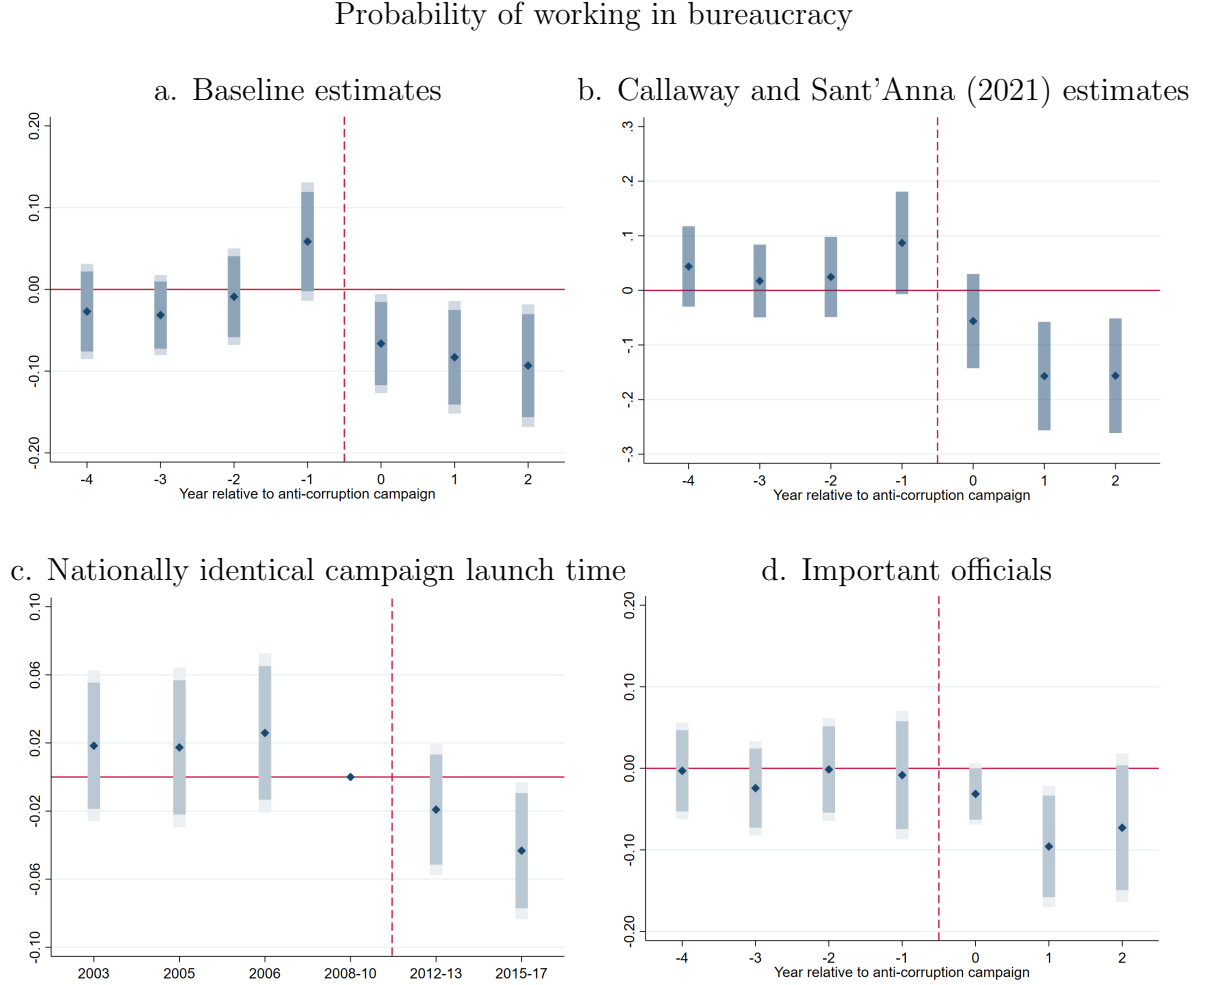 Probability of working in bureaucracy
a. Baseline estimates
0.20
0.10
0.00
-0.10
-0.20
-4 -3 -2 -1 0 1 2
Year relative to anti-corruption campaign
b. Callaway and Sant'Anna (2021) estimates
.3
.2
.1
0
-.1
-.2
-.3
-4 -3 -2 -1 0 1 2
Year relative to anti-corruption campaign
c. Nationally identical campaign launch time
0.10
0.06
0.02
-0.02
-0.06
-0.10
2003 2005 2006 2008-10 2012-13 2015-17
d. Important officials
0.20
0.10
0.00
-0.10
-0.20
-4 -3 -2 -1 0 1 2
Year relative to anti-corruption campaign